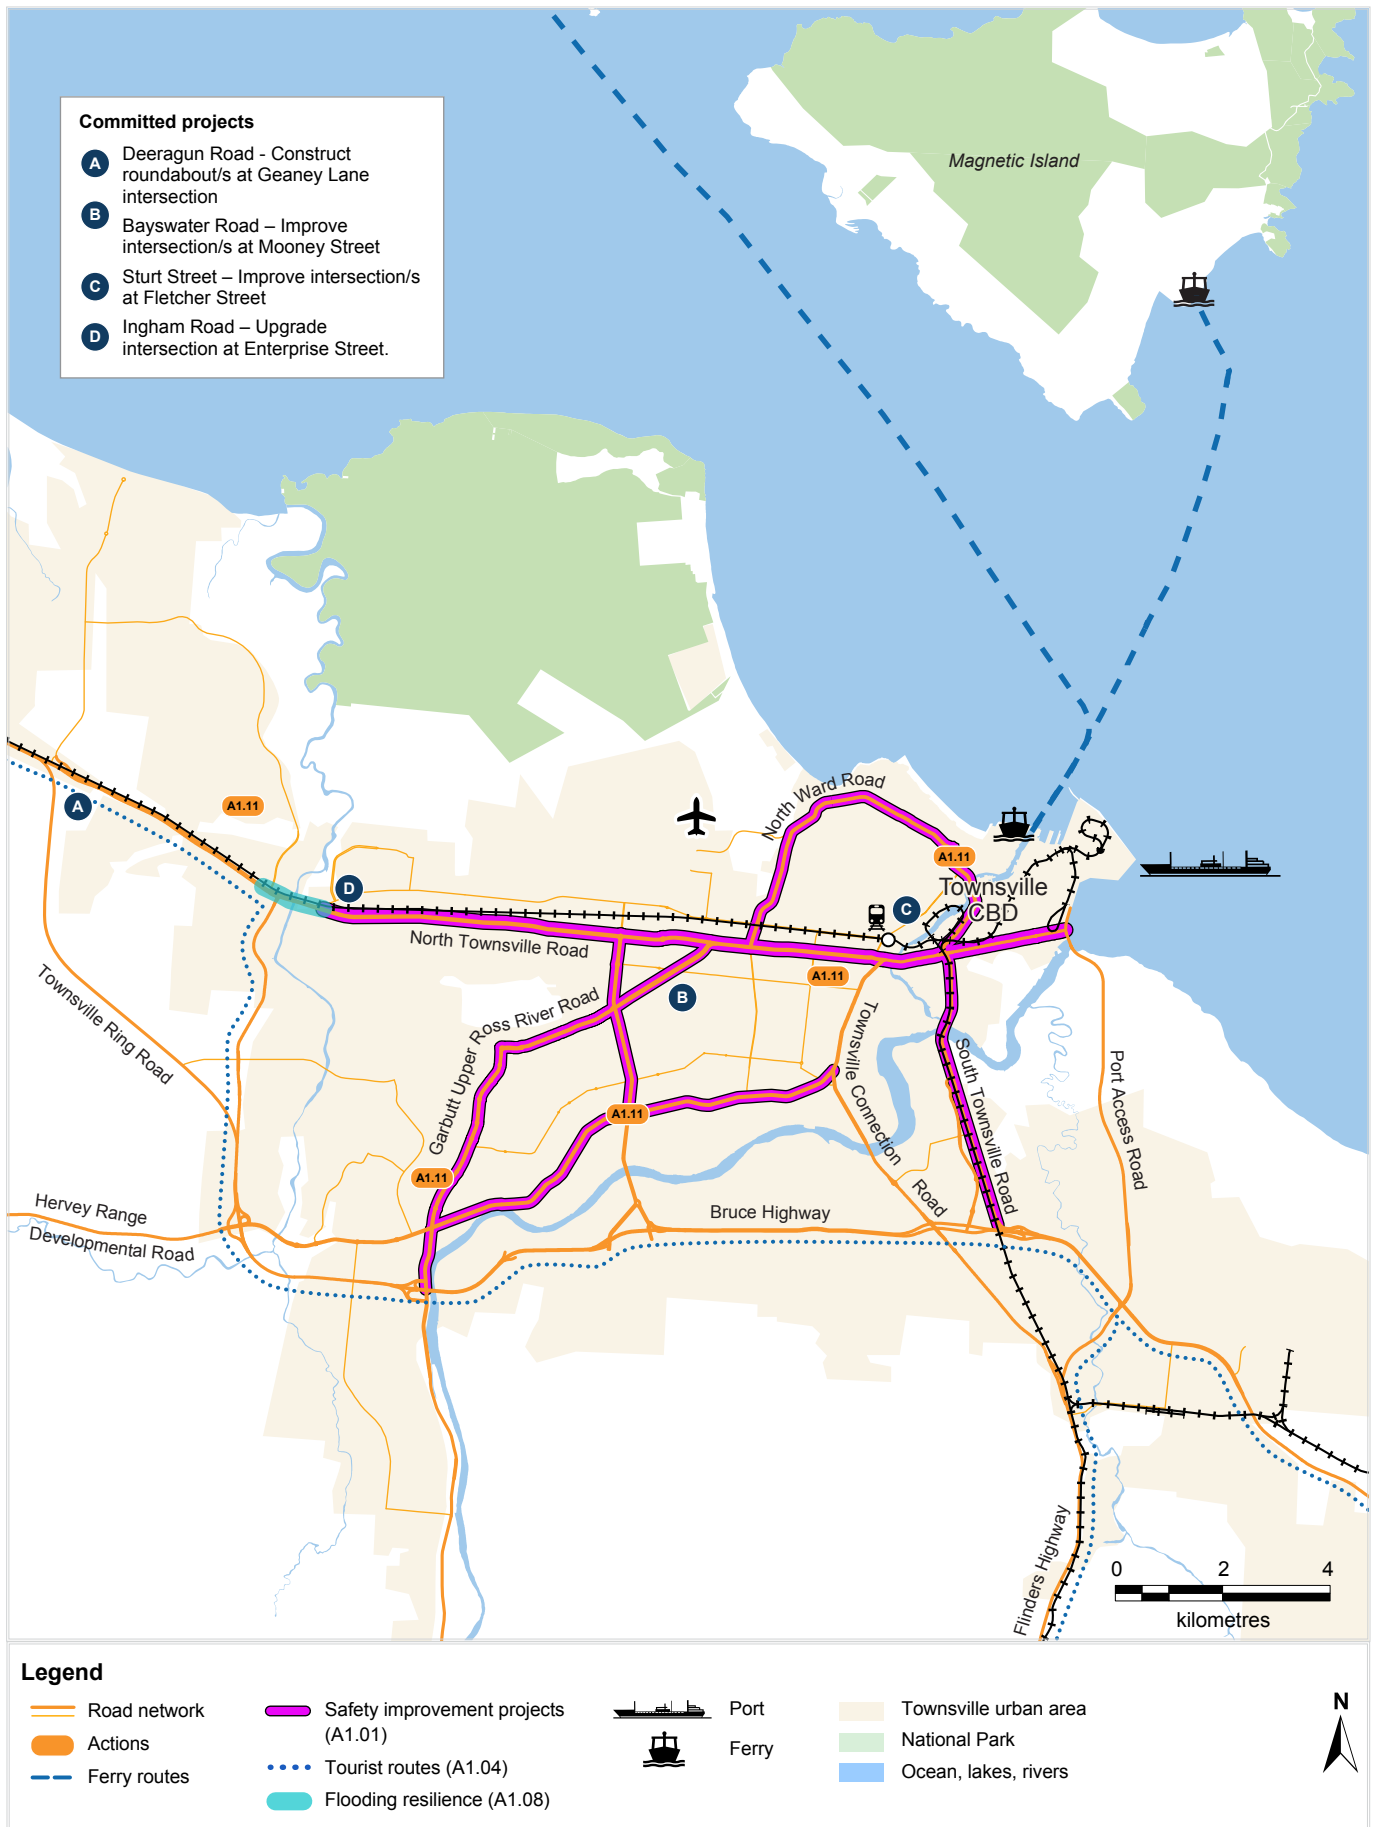 Committed projects
A
Deeragun Road - Construct
roundabout/s at Geaney Lane
intersection
B
Bayswater Road – Improve
intersection/s at Mooney Street
C
Sturt Street – Improve intersection/s
at Fletcher Street
D
Ingham Road – Upgrade
intersection at Enterprise Street.
Magnetic Island
North Ward Road
A
A1.11
A1.11
D
Townsville
CBD
C
North Townsville Road
A1.11
B
Townsville Ring Road
Garbutt Upper Ross River Road
Townsville Connection
Road
South Townsville Road
Port Access Road
A1.11
A1.11
Hervey Range
Developmental Road
Bruce Highway
Flinders Highway
0 2 4
kilometres
Legend
Road network
Actions
Ferry routes
Safety improvement projects
(A1.01)
Tourist routes (A1.04)
Flooding resilience (A1.08)
Port
Ferry
Townsville urban area
National Park
Ocean, lakes, rivers
N